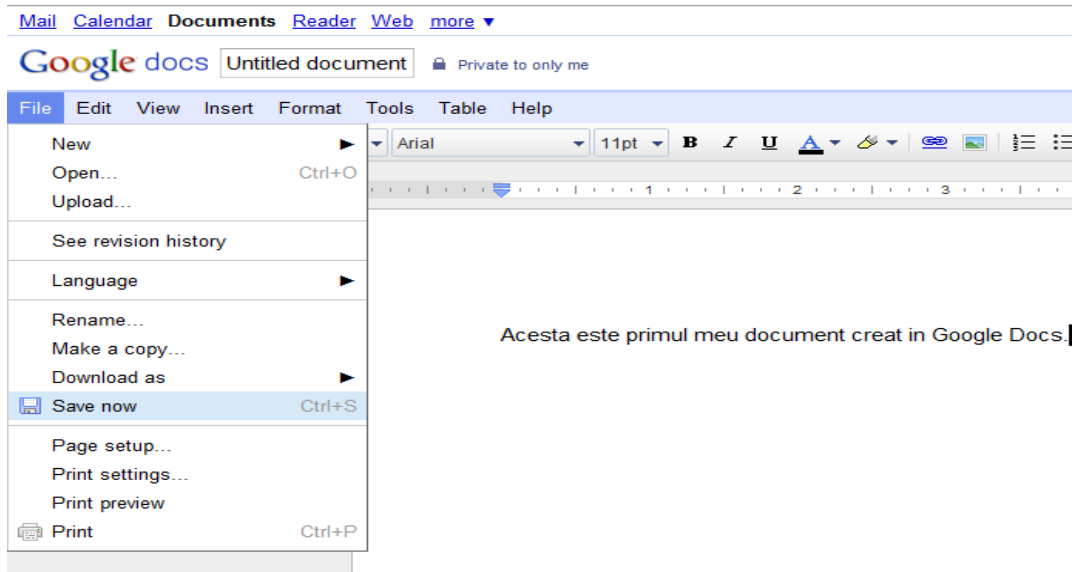 Mail Calendar Documents Reader Web more ▼
Google docs Untitled document Private to only me
File Edit View Insert Format Tools Table Help
Arial 11pt B I U A
New ►
Open... Ctrl+O
Upload...
1 2 3
See revision history
Language ►
Rename...
Acesta este primul meu document creat in Google Docs.
Make a copy...
Download as ►
Save now Ctrl+S
Page setup...
Print settings...
Print preview
Print Ctrl+P